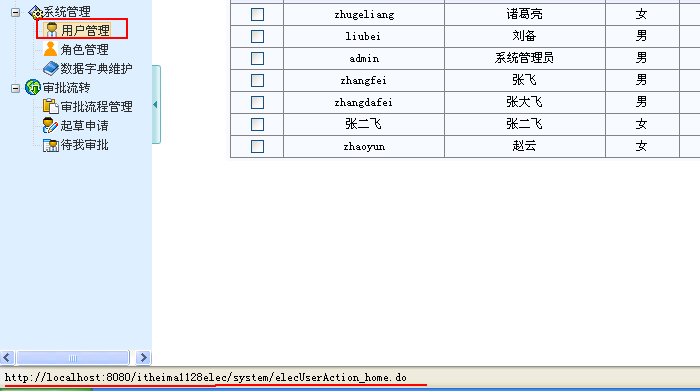 系统管理
用户管理
角色管理
数据字典维护
审批流转
审批流程管理
起草申请
待我审批
zhugeliang 诸葛亮 女
liubei 刘备 男
admin 系统管理员 男
zhangfei 张飞 男
zhangdafei 张大飞 男
张二飞 张二飞 女
zhaoyun 赵云 女
http://localhost:8080/itheima1128elec/system/elecUserAction_home.do